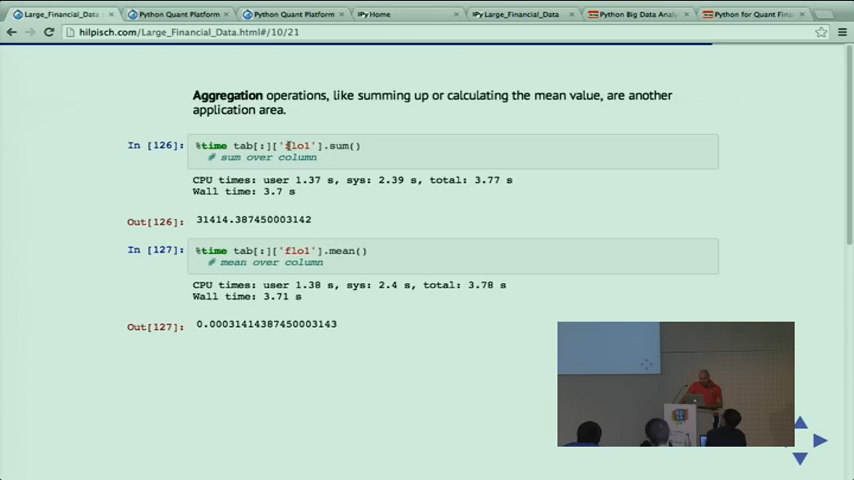 Large_Financial_Data
Python Quant Platform
Python Quant Platform
IPy Home
IPy Large_Financial_Data
Python Big Data Analy
Python for Quant Finan
hilpisch.com/Large_Financial_Data.html#/10/21
Aggregation operations, like summing up or calculating the mean value, are another
application area.
In [126]: %time tab[:]['flo1'].sum()
# sum over column
CPU times: user 1.37 s, sys: 2.39 s, total: 3.77 s
Wall time: 3.7 s
Out[126]: 31414.387450003142
In [127]: %time tab[:]['flo1'].mean()
# mean over column
CPU times: user 1.38 s, sys: 2.4 s, total: 3.78 s
Wall time: 3.71 s
Out[127]: 0.00031414387450003143